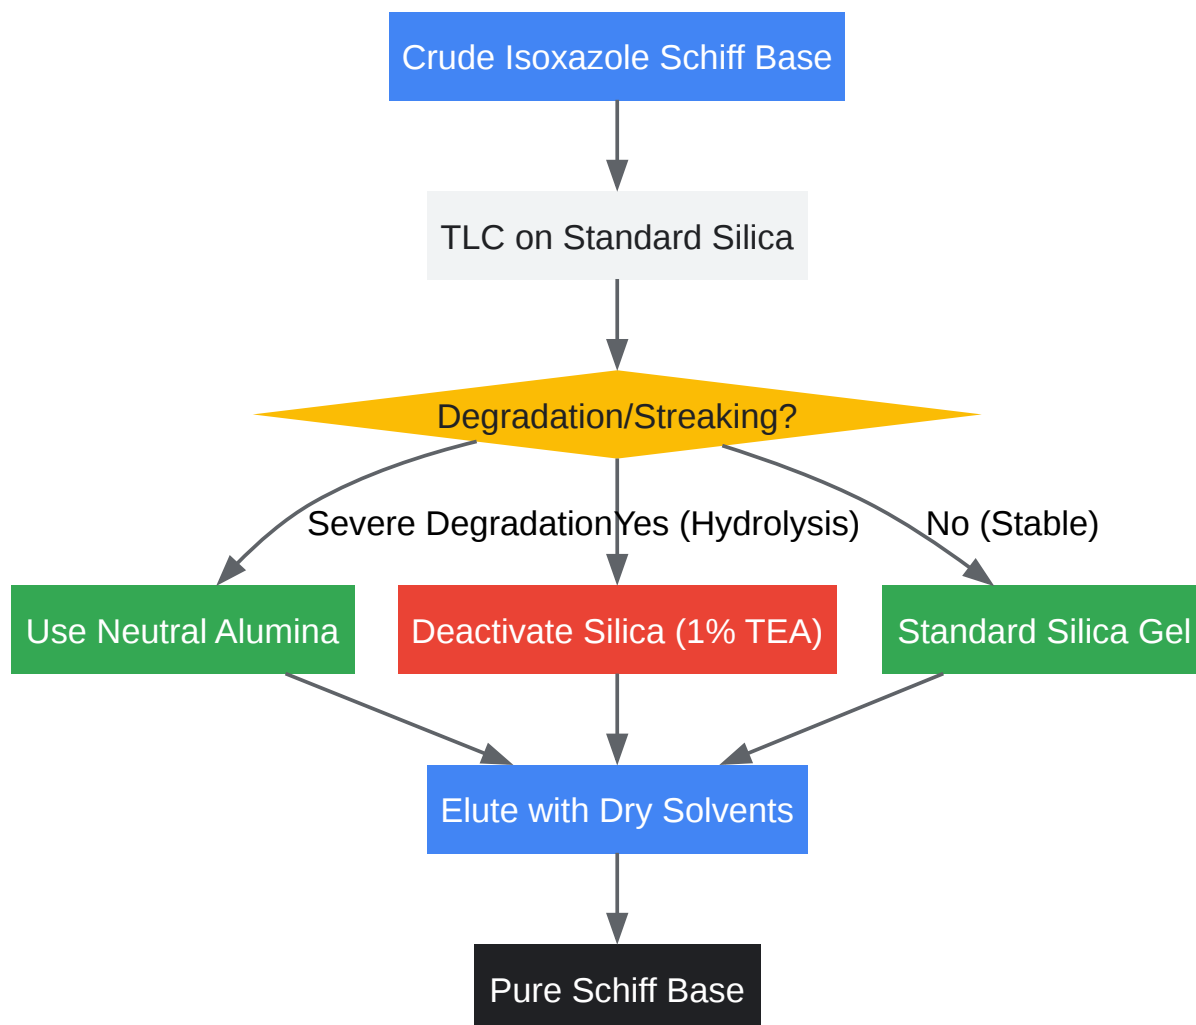 Crude Isoxazole Schiff Base
TLC on Standard Silica
Degradation/Streaking?
Severe Degradation
Yes (Hydrolysis)
No (Stable)
Use Neutral Alumina
Deactivate Silica (1% TEA)
Standard Silica Gel
Elute with Dry Solvents
Pure Schiff Base